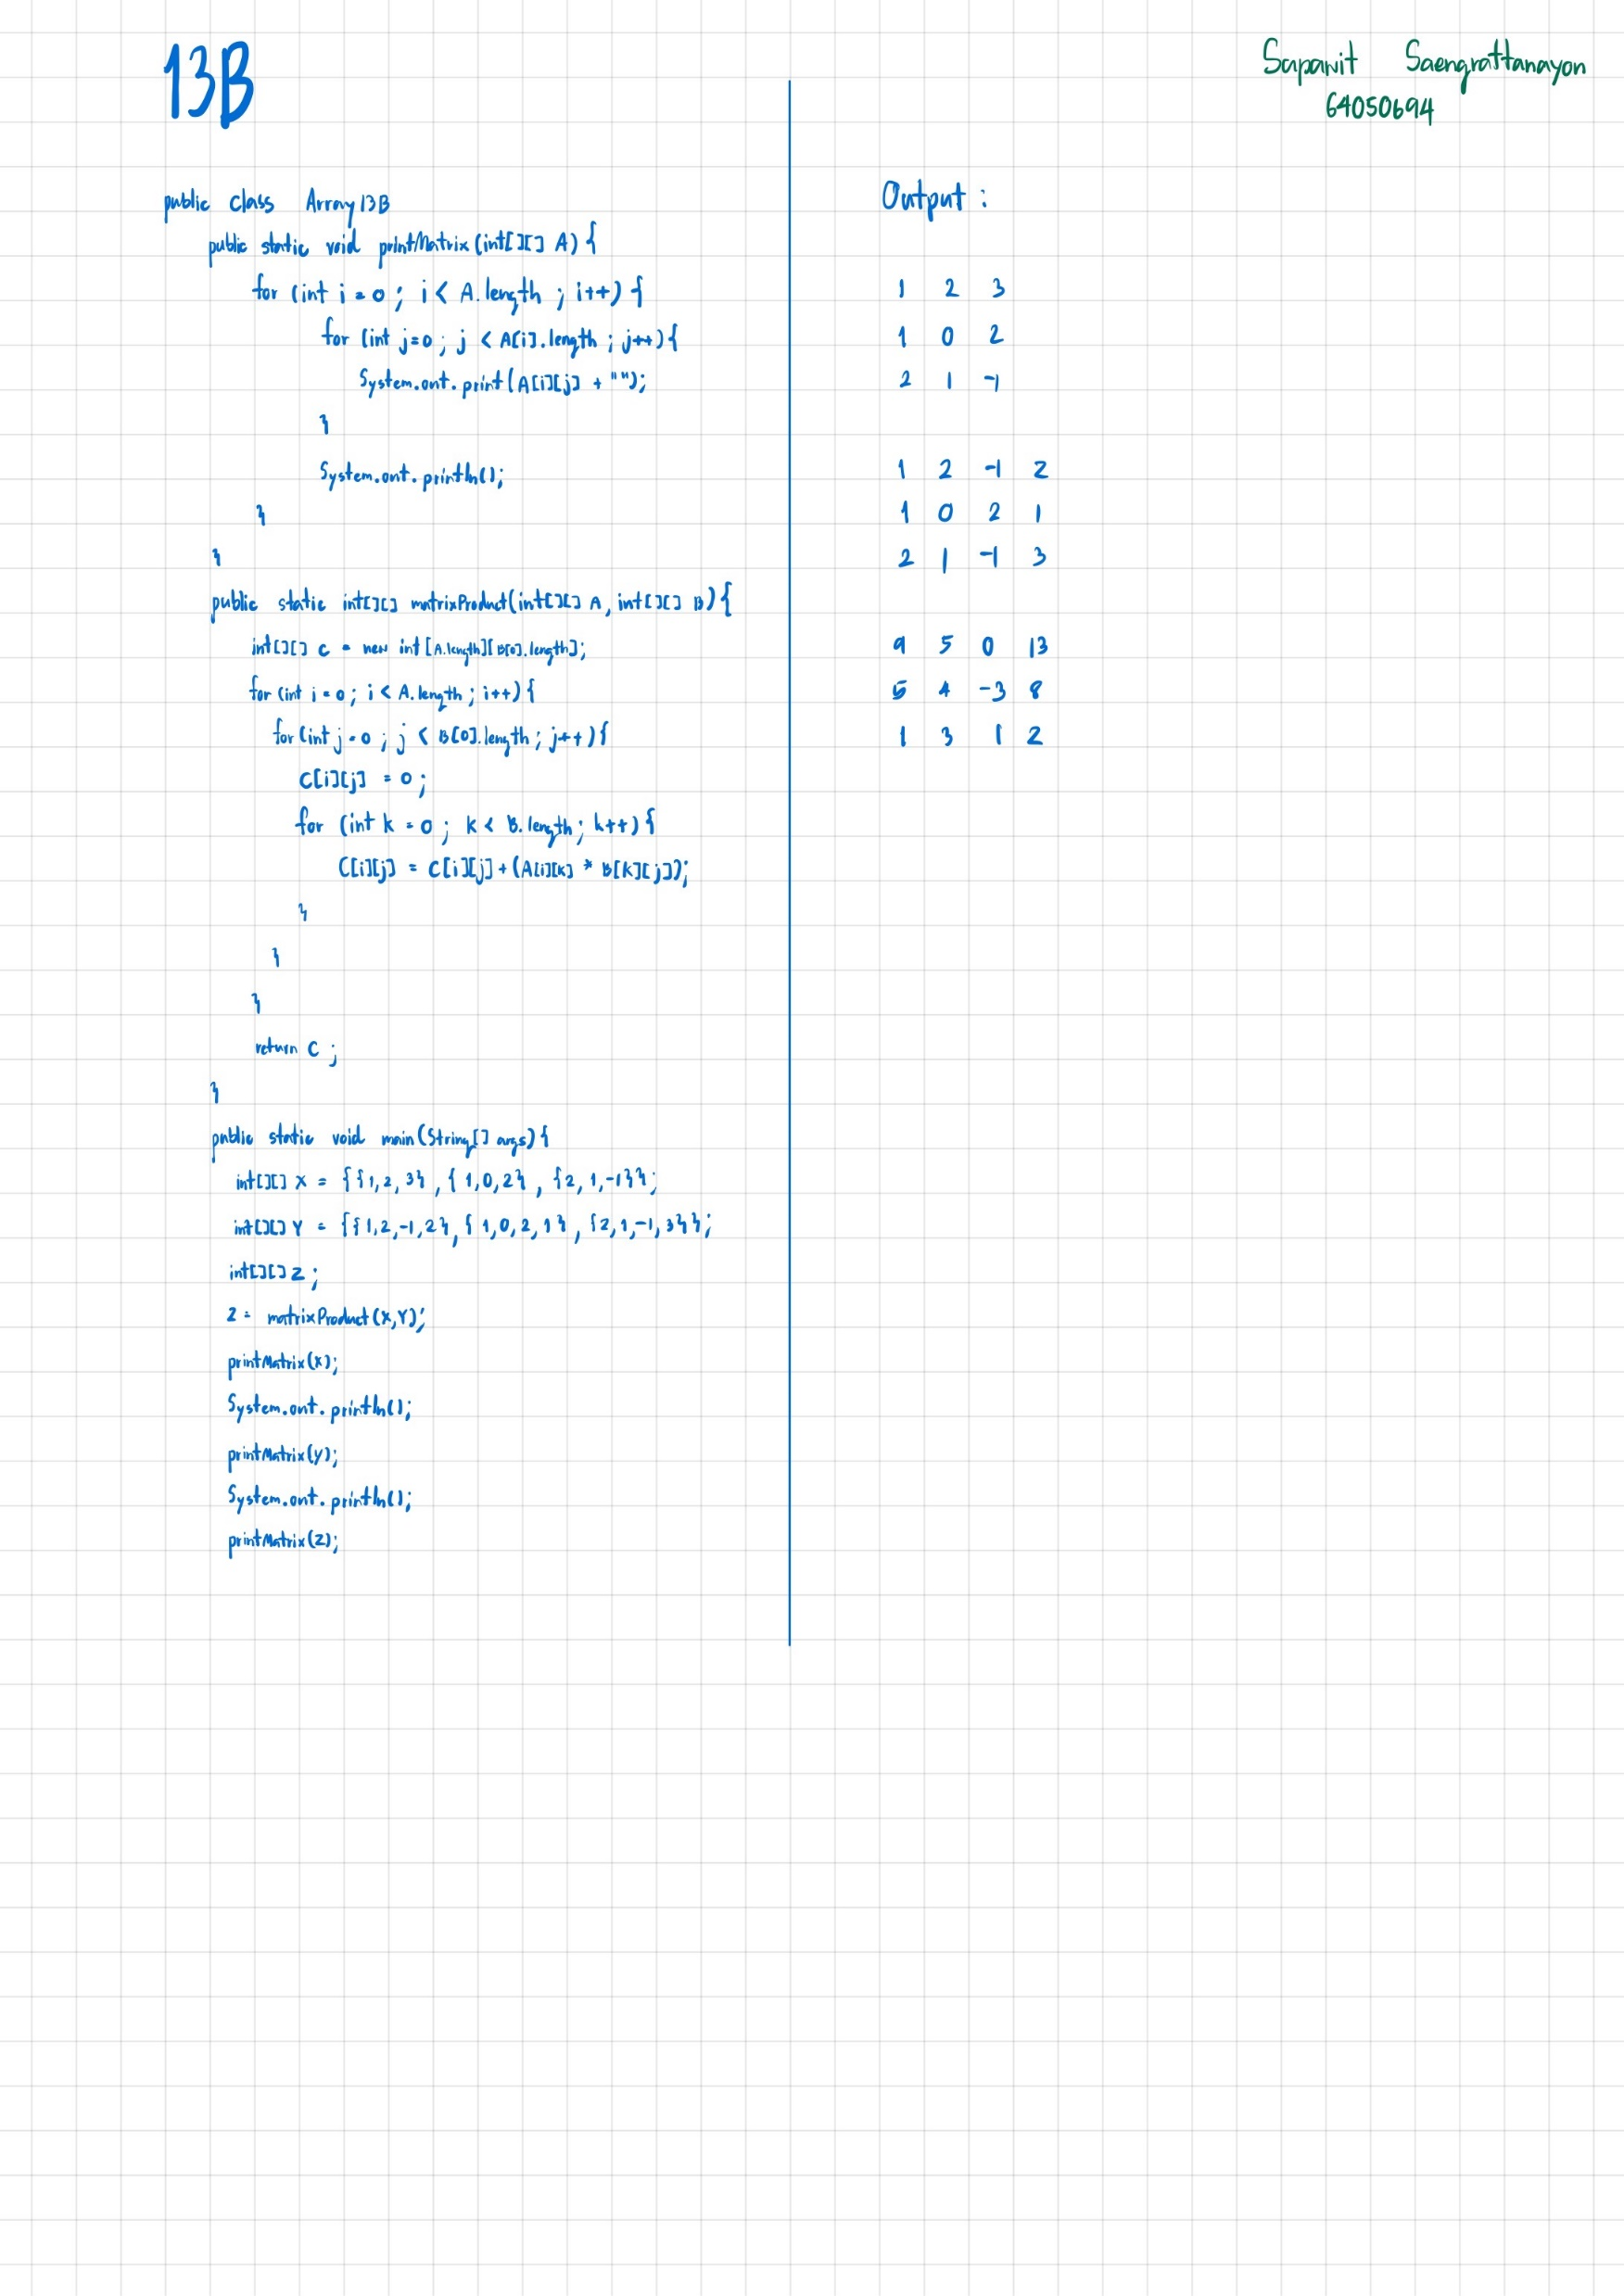 13B
Sapanit Saengrattanayon
64050694
public class Array13B
public static void printMatrix (int[][] A) {
for (int i = 0 ; i < A.length ; i++) {
for (int j=0 ; j < A[i].length ; j++){
System.out.print(A[i][j] + "");
}
System.out.println();
}
}
public static int[][] matrixProduct(int[][] A, int[][] B){
int[][] C = new int [A.length][B[0].length];
for (int i = 0 ; i < A.length ; i++) {
for (int j = 0 ; j < B[0].length ; j++){
C[i][j] = 0 ;
for (int k = 0 ; k < B.length ; k++) {
C[i][j] = C[i][j] + (A[i][k] * B[k][j]);
}
}
}
return C ;
}
public static void main (String[] args) {
int[][] X = {{1, 2, 3} , { 1, 0, 2} , {2, 1, -1}};
int[][] Y = {{1, 2, -1, 2}, { 1, 0, 2, 1} , {2, 1, -1, 3}};
int[][] Z ;
Z = matrixProduct (X,Y);
printMatrix(X);
System.out.println();
printMatrix(y);
System.out.println();
printMatrix(Z);
Output :
1 2 3
1 0 2
2 1 -1
1 2 -1 2
1 0 2 1
2 1 -1 3
9 5 0 13
5 4 -3 8
1 3 1 2